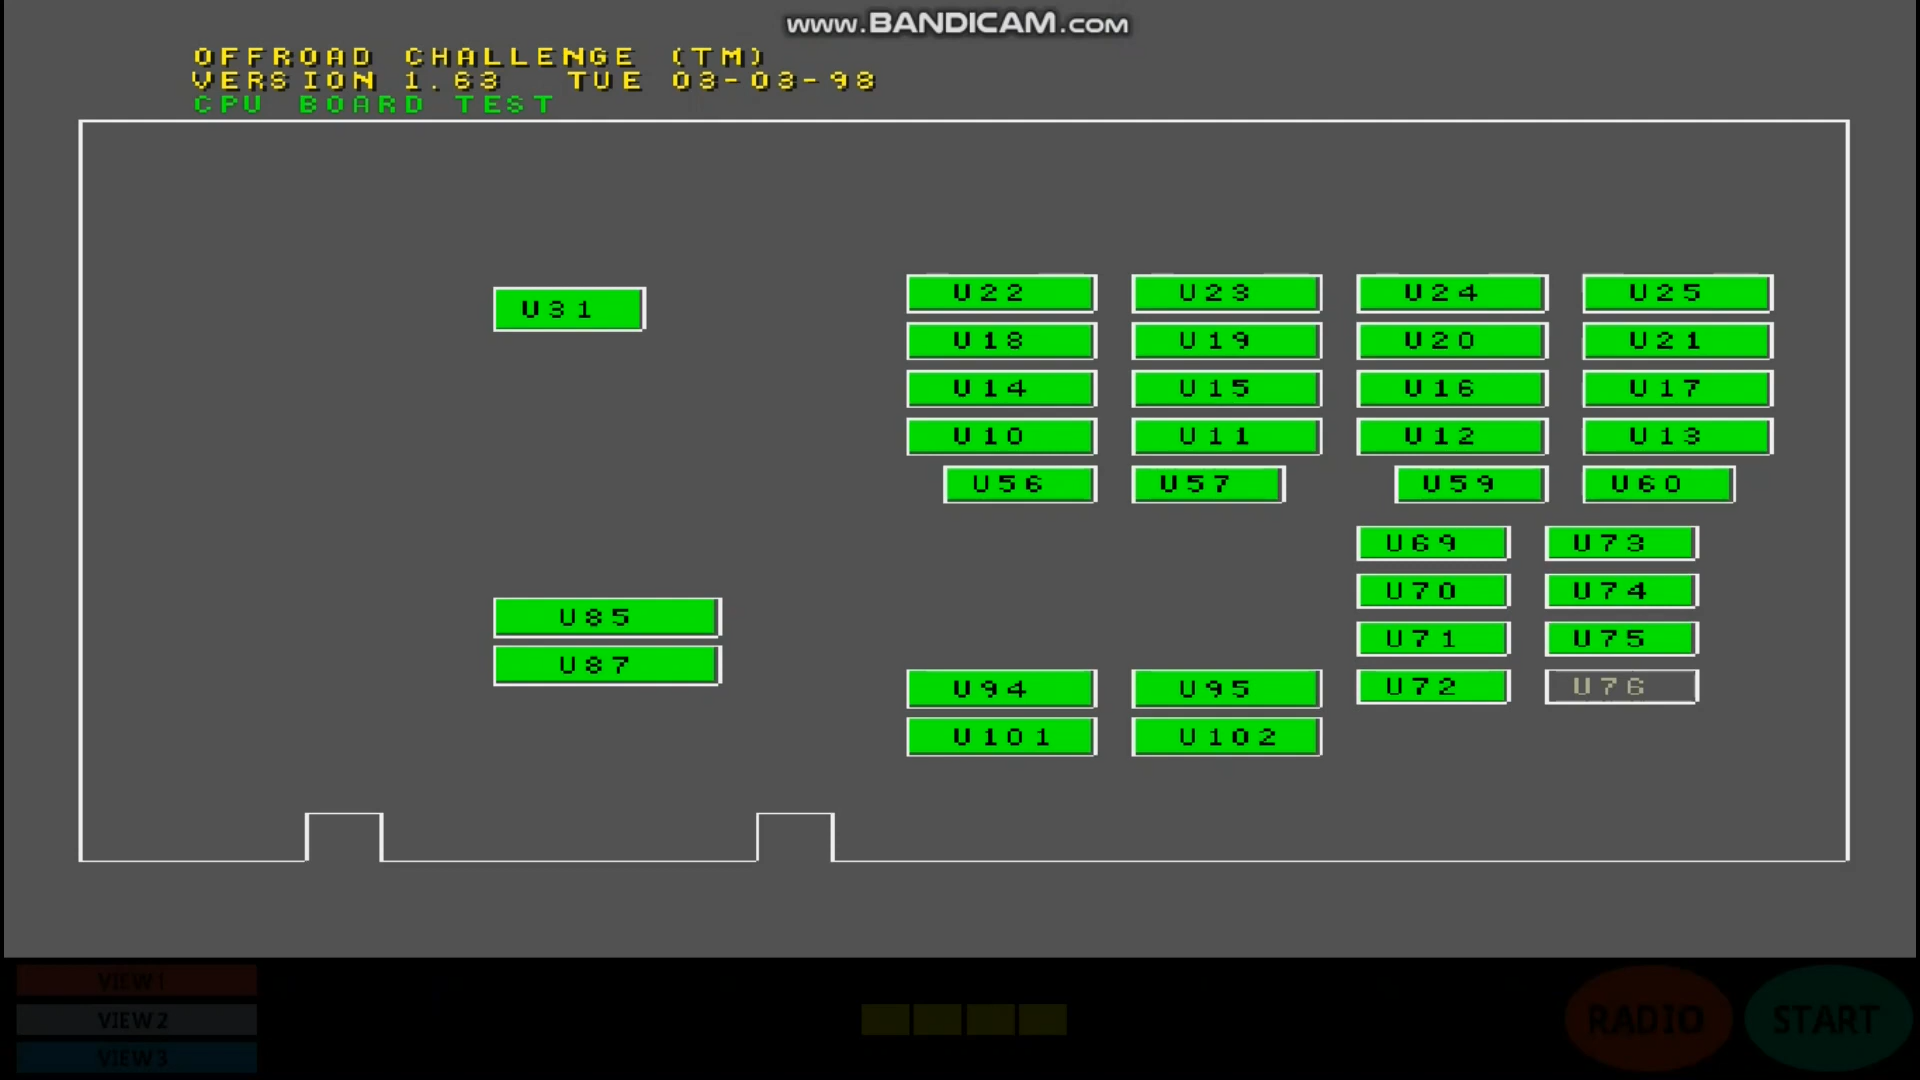 www.BANDICAM.com
OFFROAD CHALLENGE (TM)
VERSION 1.63 TUE 03-03-98
CPU BOARD TEST
U31
U22 U23 U24 U25
U18 U19 U20 U21
U14 U15 U16 U17
U10 U11 U12 U13
U56 U57 U59 U60
U69 U73
U70 U74
U85
U71 U75
U87
U94 U95 U72 U76
U101 U102
VIEW 1
VIEW 2
VIEW 3
RADIO START